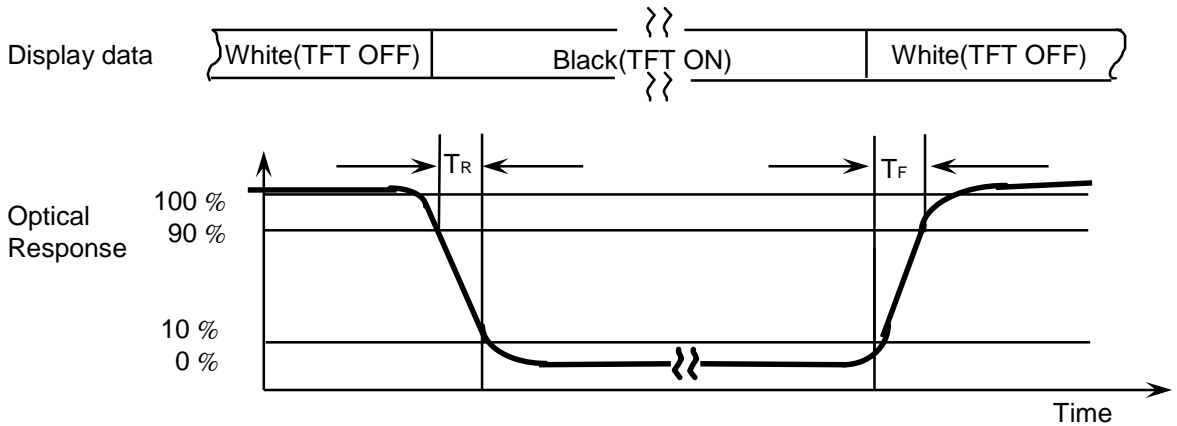 Display data
White(TFT OFF)
Black(TFT ON)
White(TFT OFF)
TR
TF
100 %
90 %
Optical
Response
10 %
0 %
Time